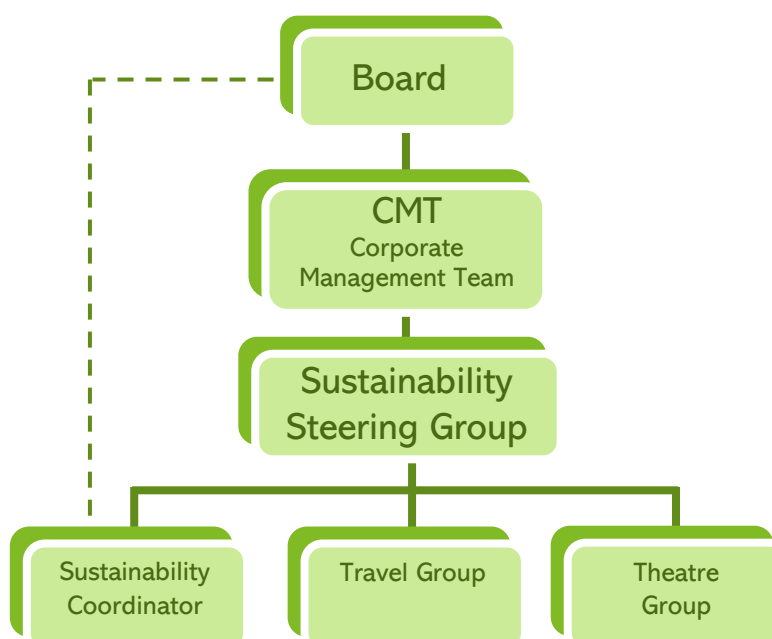 Board
CMT
Corporate
Management Team
Sustainability
Steering Group
Sustainability
Coordinator
Travel Group
Theatre
Group